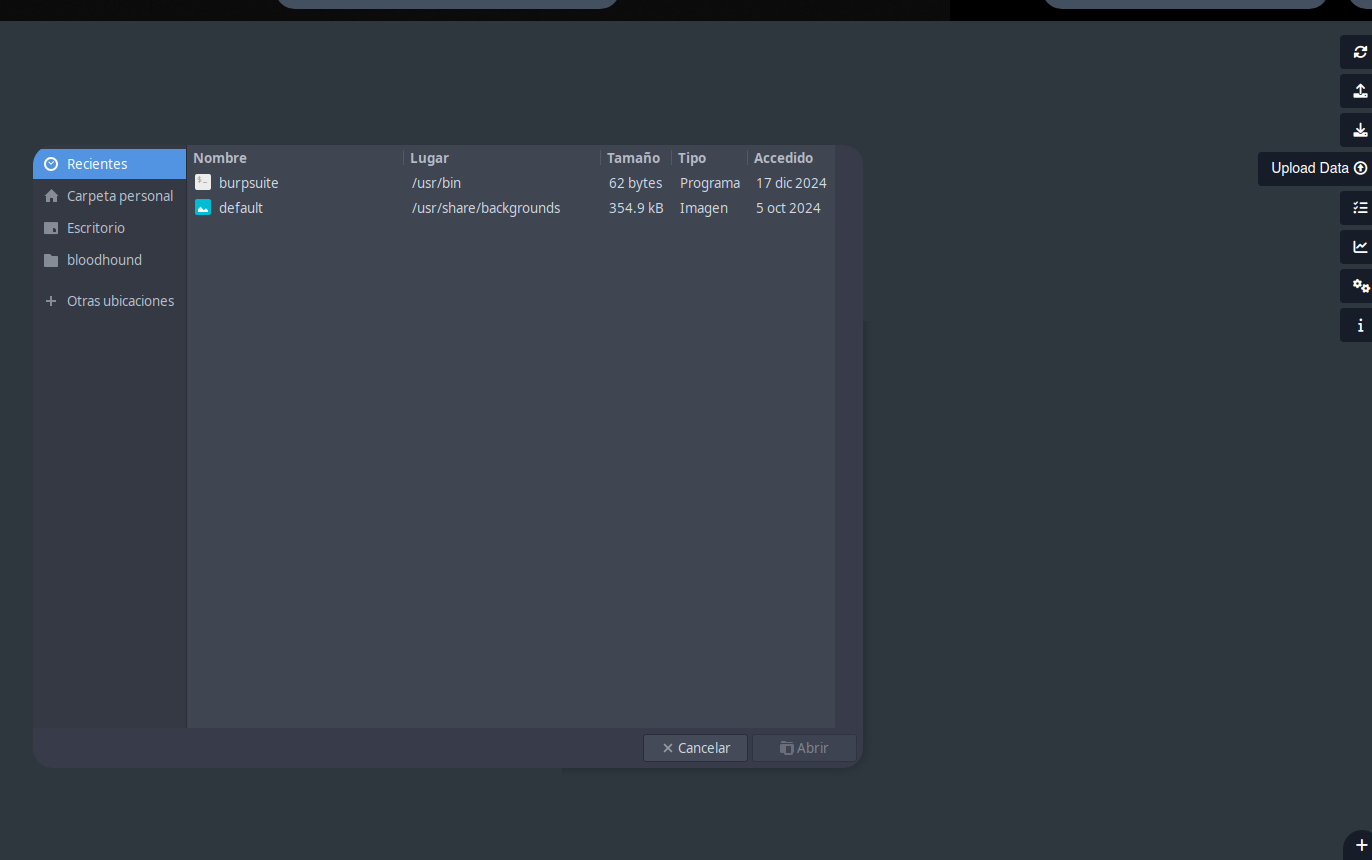 Upload Data
Recientes
Carpeta personal
Escritorio
bloodhound
Otras ubicaciones
Nombre Lugar Tamaño Tipo Accedido
burpsuite /usr/bin 62 bytes Programa 17 dic 2024
default /usr/share/backgrounds 354.9 kB Imagen 5 oct 2024
Cancelar Abrir